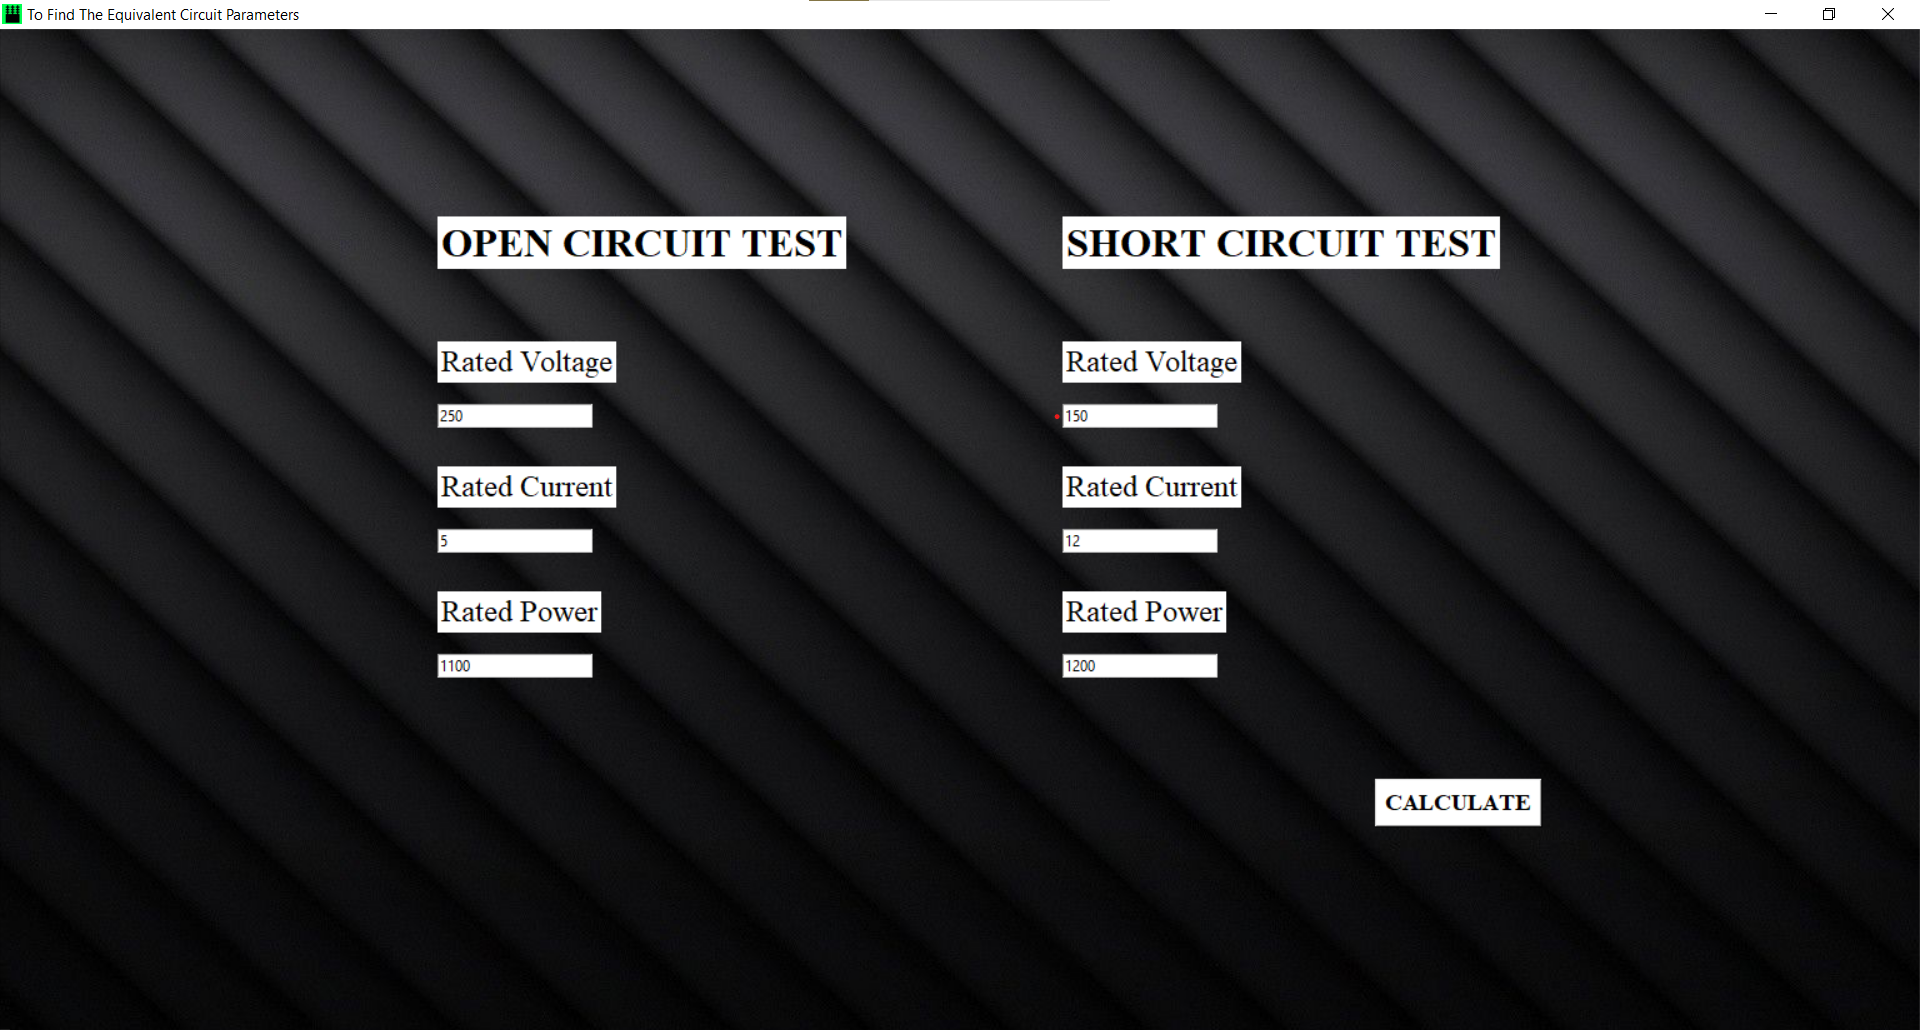 To Find The Equivalent Circuit Parameters
OPEN CIRCUIT TEST
SHORT CIRCUIT TEST
Rated Voltage
Rated Voltage
250
150
Rated Current
Rated Current
5
12
Rated Power
Rated Power
1100
1200
CALCULATE